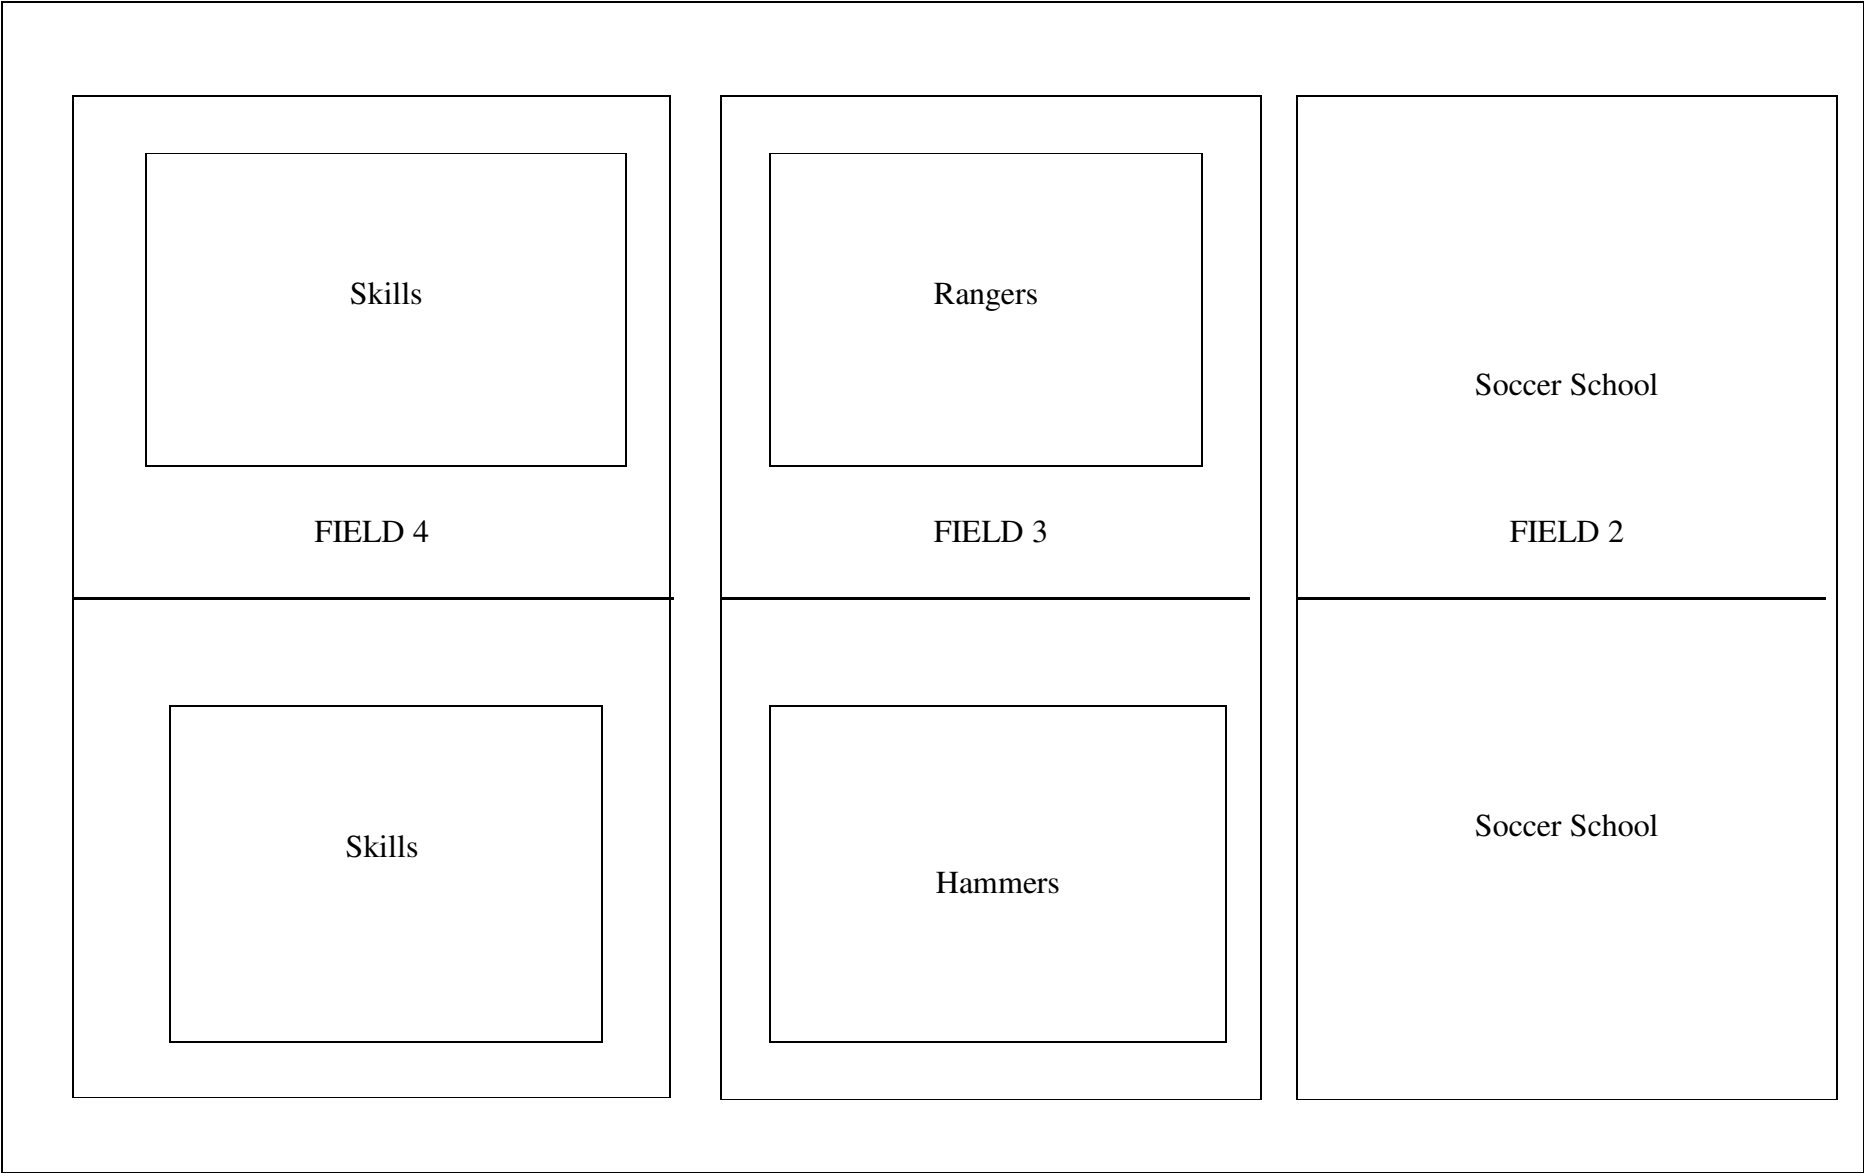 Skills
Rangers
Soccer School
FIELD 4
FIELD 3
FIELD 2
Skills
Hammers
Soccer School